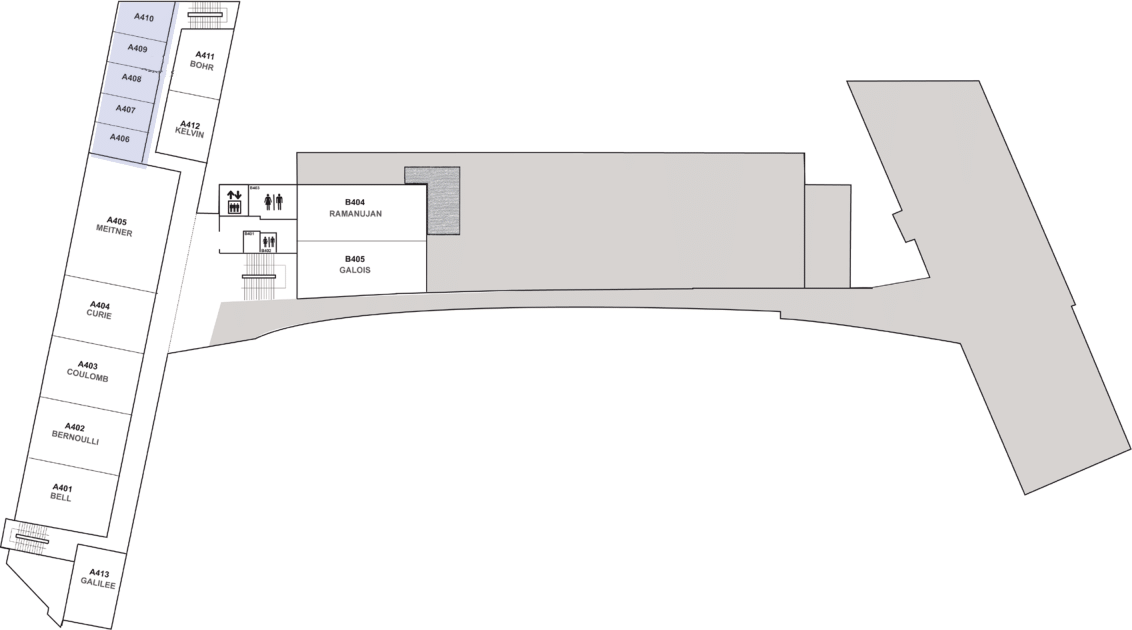 A410
A409
A408
A407
A406
A411
BOHR
A412
KELVIN
A405
MEITNER
A404
CURIE
A403
COULOMB
A402
BERNOULLI
A401
BELL
A413
GALILEE
B403
B401
B402
B404
RAMANUJAN
B405
GALOIS